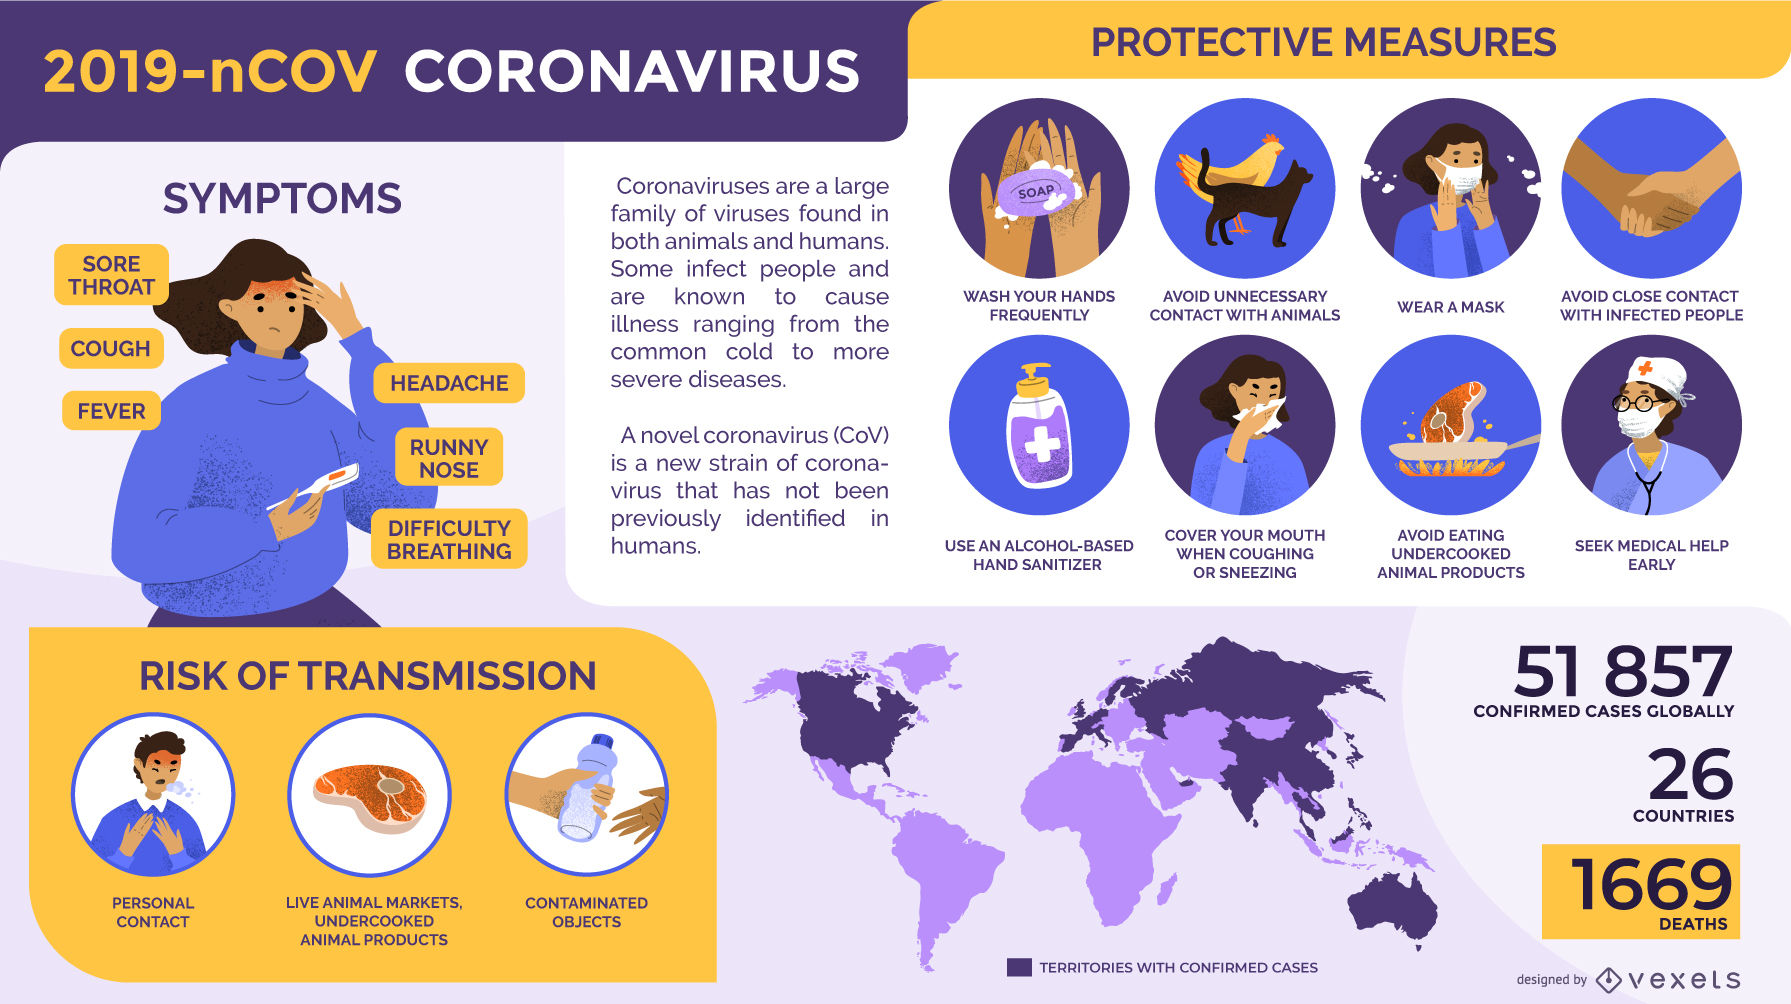 2019-nCOV CORONAVIRUS
SYMPTOMS
SORE
THROAT
COUGH
FEVER
HEADACHE
RUNNY
NOSE
DIFFICULTY
BREATHING
Coronaviruses are a large
family of viruses found in
both animals and humans.
Some infect people and
are known to cause
illness ranging from the
common cold to more
severe diseases.
A novel coronavirus (CoV)
is a new strain of corona-
virus that has not been
previously identified in
humans.
PROTECTIVE MEASURES
SOAP
WASH YOUR HANDS
FREQUENTLY
AVOID UNNECESSARY
CONTACT WITH ANIMALS
WEAR A MASK
AVOID CLOSE CONTACT
WITH INFECTED PEOPLE
USE AN ALCOHOL-BASED
HAND SANITIZER
COVER YOUR MOUTH
WHEN COUGHING
OR SNEEZING
AVOID EATING
UNDERCOOKED
ANIMAL PRODUCTS
SEEK MEDICAL HELP
EARLY
RISK OF TRANSMISSION
PERSONAL
CONTACT
LIVE ANIMAL MARKETS,
UNDERCOOKED
ANIMAL PRODUCTS
CONTAMINATED
OBJECTS
TERRITORIES WITH CONFIRMED CASES
51 857
CONFIRMED CASES GLOBALLY
26
COUNTRIES
1669
DEATHS
designed by vexels